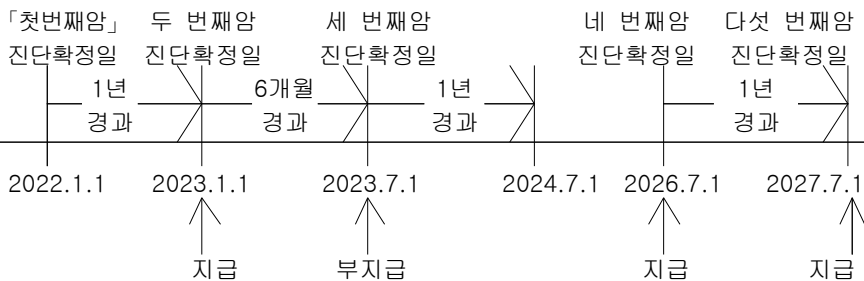 「첫번째암」 두 번째암 세 번째암 네 번째암 다섯 번째암
진단확정일 진단확정일 진단확정일 진단확정일 진단확정일
1년 6개월 1년 1년
경과 경과 경과 경과
2022.1.1 2023.1.1 2023.7.1 2024.7.1 2026.7.1 2027.7.1
지급 부지급 지급 지급